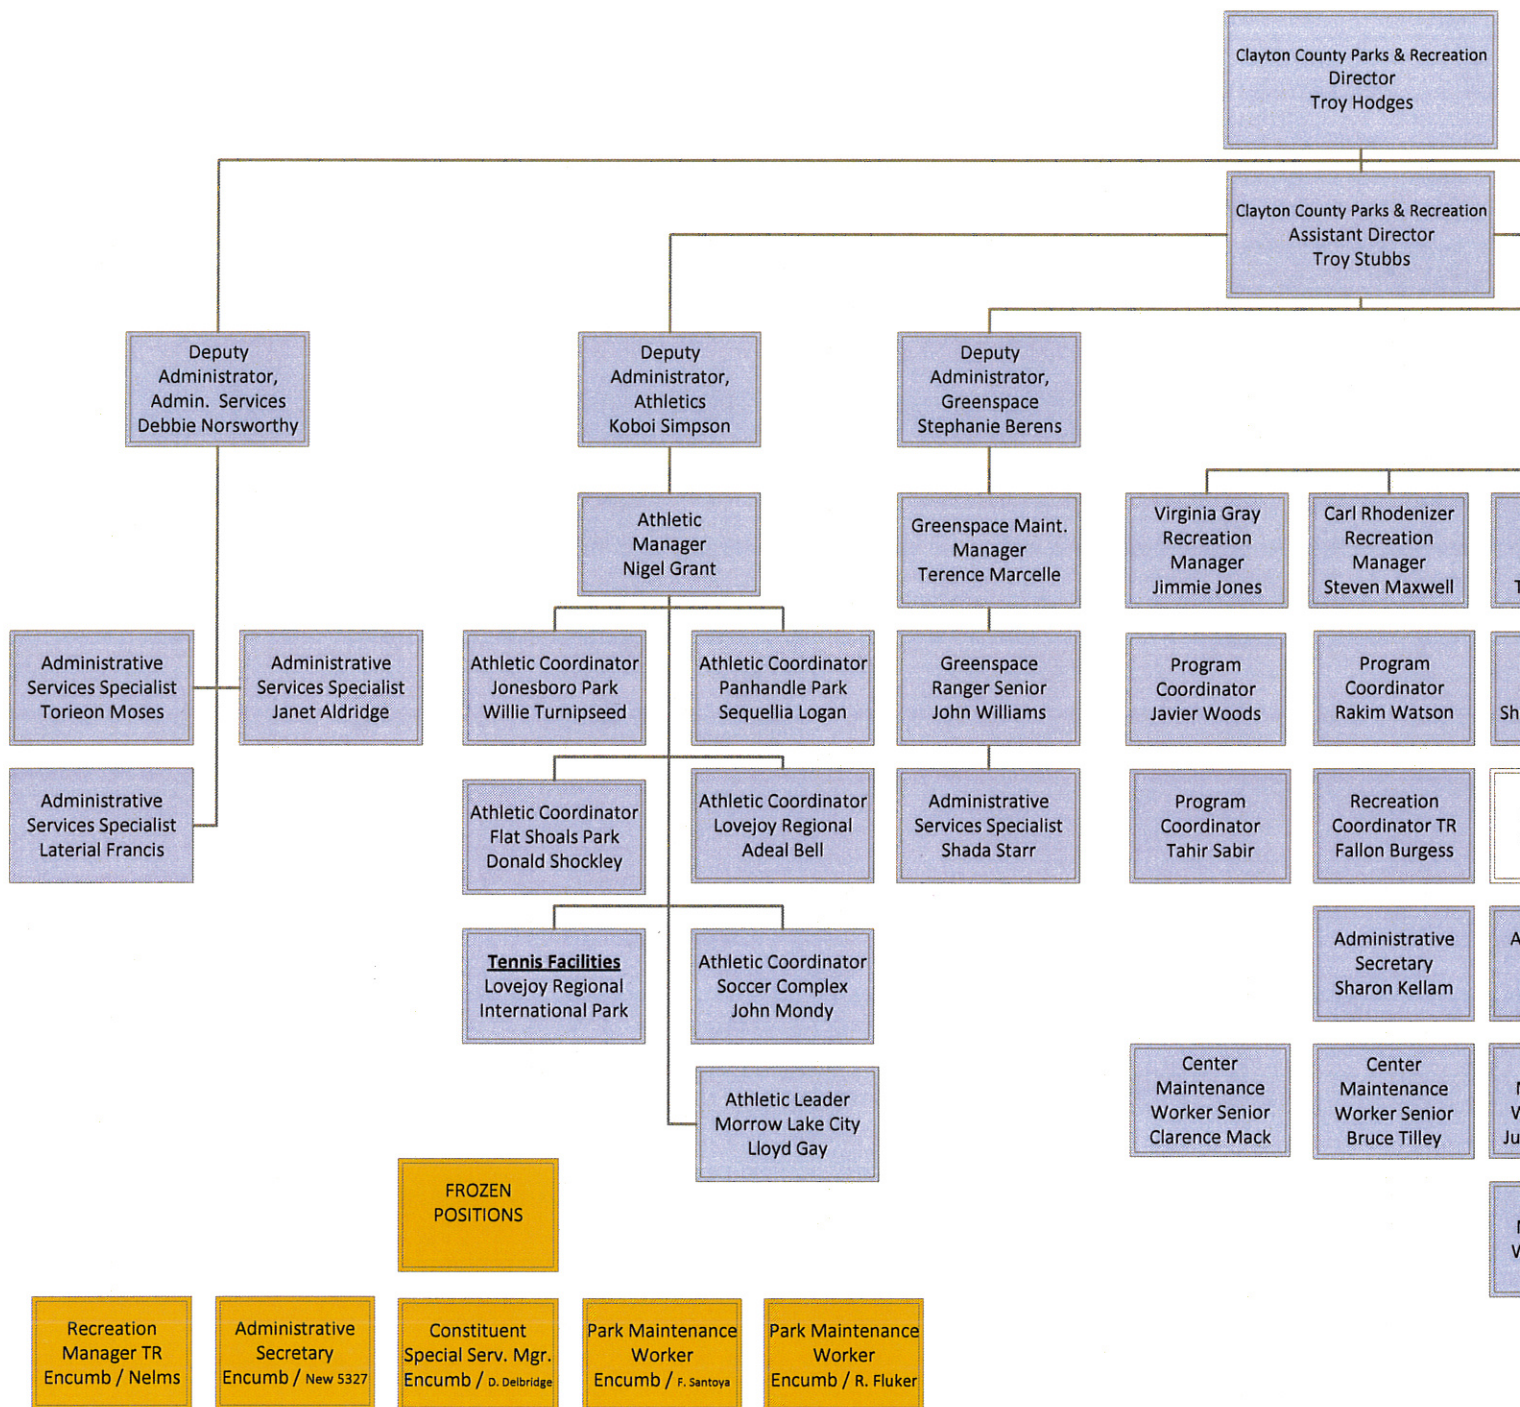 Clayton County Parks & Recreation
Director
Troy Hodges
Clayton County Parks & Recreation
Assistant Director
Troy Stubbs
Deputy
Administrator,
Admin. Services
Debbie Norsworthy
Deputy
Administrator,
Athletics
Koboi Simpson
Deputy
Administrator,
Greenspace
Stephanie Berens
Athletic
Manager
Nigel Grant
Greenspace Maint.
Manager
Terence Marcelle
Virginia Gray
Recreation
Manager
Jimmie Jones
Carl Rhodenizer
Recreation
Manager
Steven Maxwell
T
Administrative
Services Specialist
Torieon Moses
Administrative
Services Specialist
Janet Aldridge
Athletic Coordinator
Jonesboro Park
Willie Turnipseed
Athletic Coordinator
Panhandle Park
Sequellia Logan
Greenspace
Ranger Senior
John Williams
Program
Coordinator
Javier Woods
Program
Coordinator
Rakim Watson
Sh
Administrative
Services Specialist
Laterial Francis
Athletic Coordinator
Flat Shoals Park
Donald Shockley
Athletic Coordinator
Lovejoy Regional
Adeal Bell
Administrative
Services Specialist
Shada Starr
Program
Coordinator
Tahir Sabir
Recreation
Coordinator TR
Fallon Burgess
Tennis Facilities
Lovejoy Regional
International Park
Athletic Coordinator
Soccer Complex
John Mondy
Administrative
Secretary
Sharon Kellam
A
Athletic Leader
Morrow Lake City
Lloyd Gay
Center
Maintenance
Worker Senior
Clarence Mack
Center
Maintenance
Worker Senior
Bruce Tilley
Ju
FROZEN
POSITIONS
Recreation
Manager TR
Encumb / Nelms
Administrative
Secretary
Encumb / New 5327
Constituent
Special Serv. Mgr.
Encumb / D. Delbridge
Park Maintenance
Worker
Encumb / F. Santoya
Park Maintenance
Worker
Encumb / R. Fluker